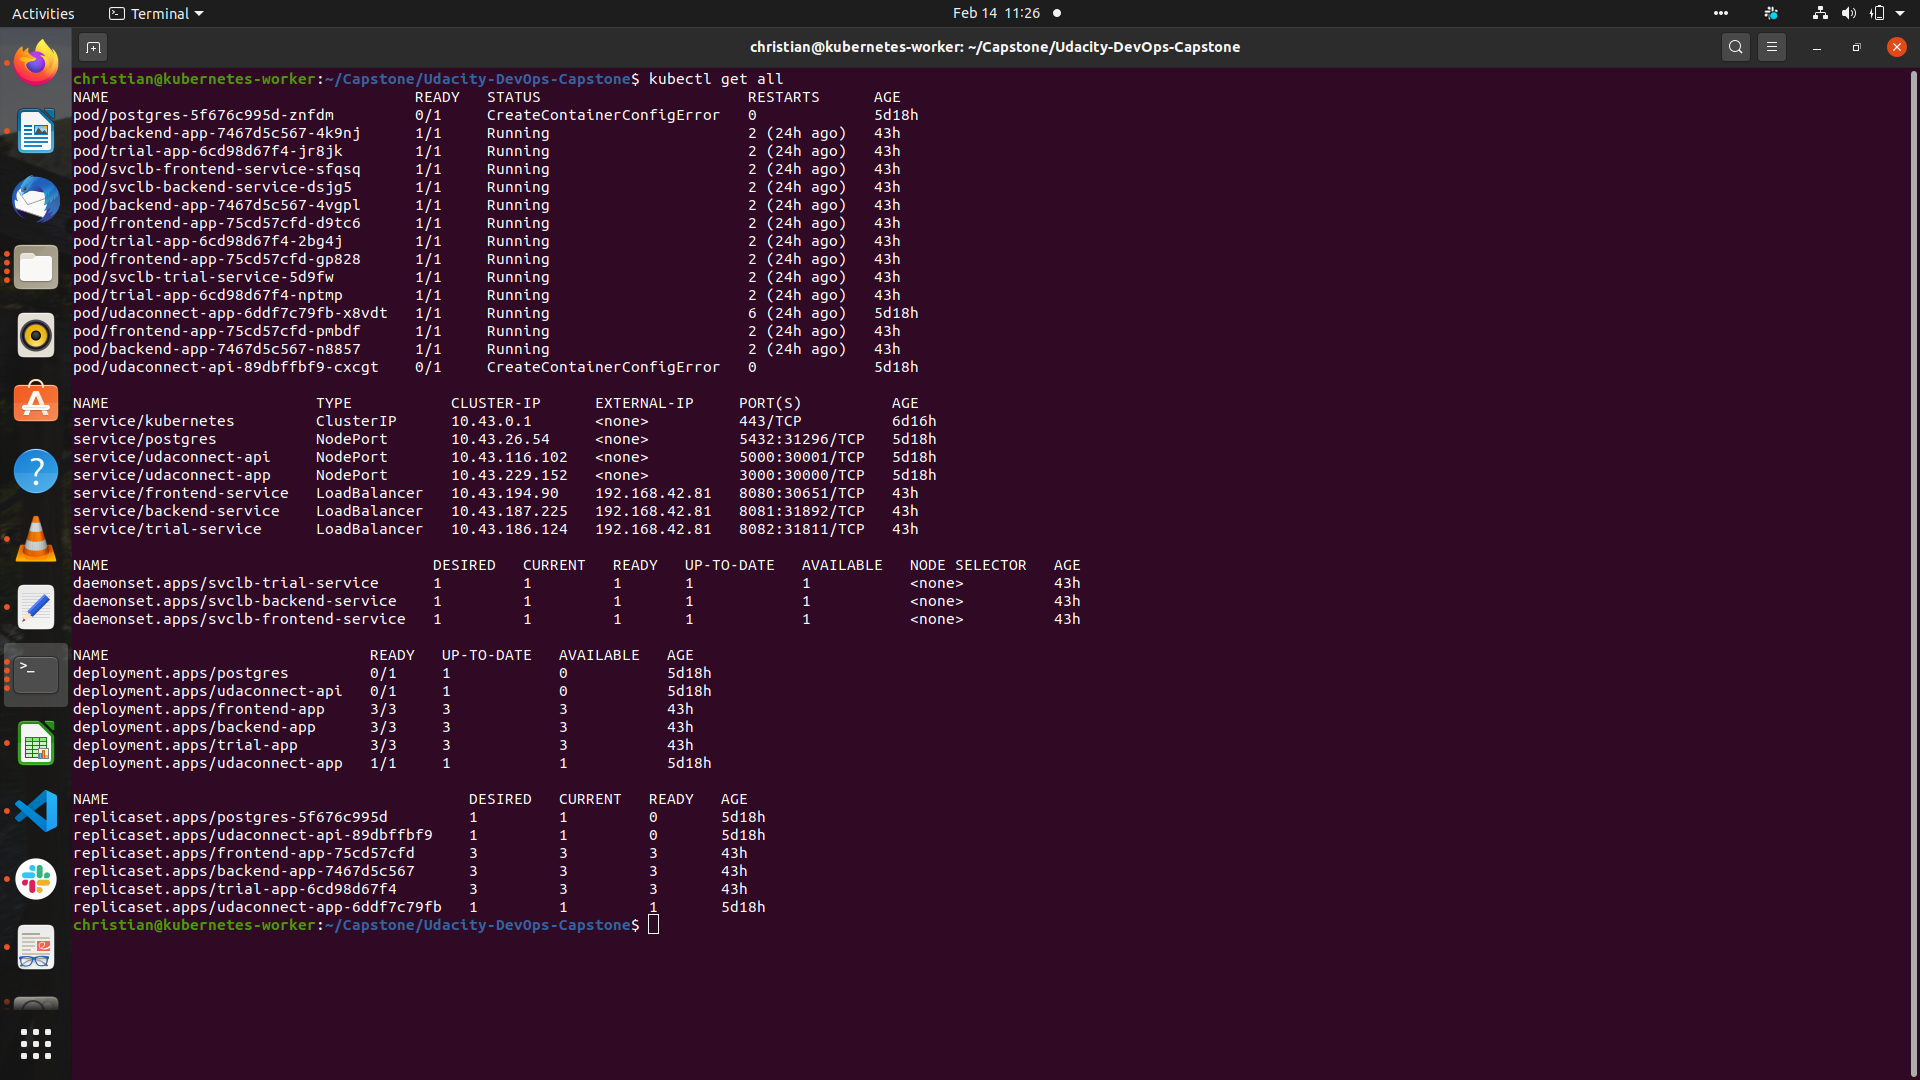 Activities Terminal Feb 14 11:26
christian@kubernetes-worker: ~/Capstone/Udacity-DevOps-Capstone
christian@kubernetes-worker:~/Capstone/Udacity-DevOps-Capstone$ kubectl get all
NAME READY STATUS RESTARTS AGE
pod/postgres-5f676c995d-znfdm 0/1 CreateContainerConfigError 0 5d18h
pod/backend-app-7467d5c567-4k9nj 1/1 Running 2 (24h ago) 43h
pod/trial-app-6cd98d67f4-jr8jk 1/1 Running 2 (24h ago) 43h
pod/svclb-frontend-service-sfqsq 1/1 Running 2 (24h ago) 43h
pod/svclb-backend-service-dsjg5 1/1 Running 2 (24h ago) 43h
pod/backend-app-7467d5c567-4vgpl 1/1 Running 2 (24h ago) 43h
pod/frontend-app-75cd57cfd-d9tc6 1/1 Running 2 (24h ago) 43h
pod/trial-app-6cd98d67f4-2bg4j 1/1 Running 2 (24h ago) 43h
pod/frontend-app-75cd57cfd-gp828 1/1 Running 2 (24h ago) 43h
pod/svclb-trial-service-5d9fw 1/1 Running 2 (24h ago) 43h
pod/trial-app-6cd98d67f4-nptmp 1/1 Running 2 (24h ago) 43h
pod/udaconnect-app-6ddf7c79fb-x8vdt 1/1 Running 6 (24h ago) 5d18h
pod/frontend-app-75cd57cfd-pmbdf 1/1 Running 2 (24h ago) 43h
pod/backend-app-7467d5c567-n8857 1/1 Running 2 (24h ago) 43h
pod/udaconnect-api-89dbffbf9-cxcgt 0/1 CreateContainerConfigError 0 5d18h
NAME TYPE CLUSTER-IP EXTERNAL-IP PORT(S) AGE
service/kubernetes ClusterIP 10.43.0.1 <none> 443/TCP 6d16h
service/postgres NodePort 10.43.26.54 <none> 5432:31296/TCP 5d18h
service/udaconnect-api NodePort 10.43.116.102 <none> 5000:30001/TCP 5d18h
service/udaconnect-app NodePort 10.43.229.152 <none> 3000:30000/TCP 5d18h
service/frontend-service LoadBalancer 10.43.194.90 192.168.42.81 8080:30651/TCP 43h
service/backend-service LoadBalancer 10.43.187.225 192.168.42.81 8081:31892/TCP 43h
service/trial-service LoadBalancer 10.43.186.124 192.168.42.81 8082:31811/TCP 43h
NAME DESIRED CURRENT READY UP-TO-DATE AVAILABLE NODE SELECTOR AGE
daemonset.apps/svclb-trial-service 1 1 1 1 1 <none> 43h
daemonset.apps/svclb-backend-service 1 1 1 1 1 <none> 43h
daemonset.apps/svclb-frontend-service 1 1 1 1 1 <none> 43h
NAME READY UP-TO-DATE AVAILABLE AGE
deployment.apps/postgres 0/1 1 0 5d18h
deployment.apps/udaconnect-api 0/1 1 0 5d18h
deployment.apps/frontend-app 3/3 3 3 43h
deployment.apps/backend-app 3/3 3 3 43h
deployment.apps/trial-app 3/3 3 3 43h
deployment.apps/udaconnect-app 1/1 1 1 5d18h
NAME DESIRED CURRENT READY AGE
replicaset.apps/postgres-5f676c995d 1 1 0 5d18h
replicaset.apps/udaconnect-api-89dbffbf9 1 1 0 5d18h
replicaset.apps/frontend-app-75cd57cfd 3 3 3 43h
replicaset.apps/backend-app-7467d5c567 3 3 3 43h
replicaset.apps/trial-app-6cd98d67f4 3 3 3 43h
replicaset.apps/udaconnect-app-6ddf7c79fb 1 1 1 5d18h
christian@kubernetes-worker:~/Capstone/Udacity-DevOps-Capstone$